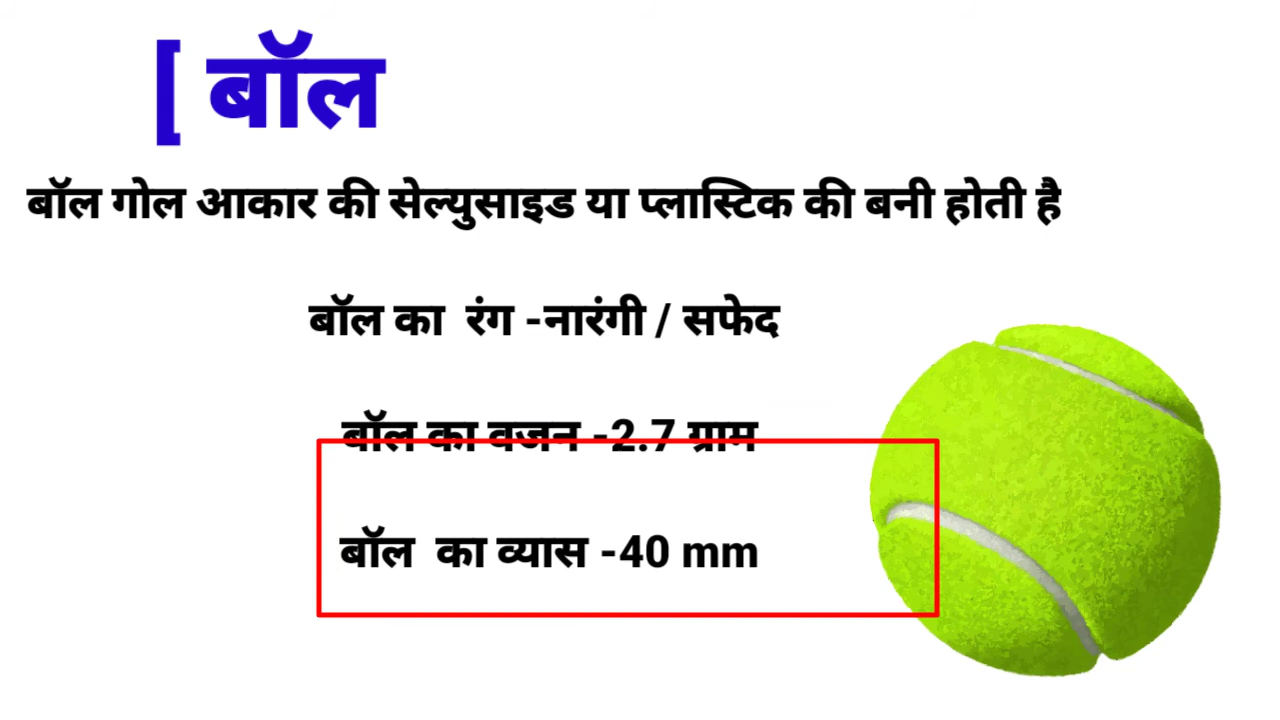 [ बॉल
बॉल गोल आकार की सेल्युसाइड या प्लास्टिक की बनी होती है
बॉल का रंग -नारंगी / सफेद
बॉल का वजन -2.7 ग्राम
बॉल का व्यास -40 mm